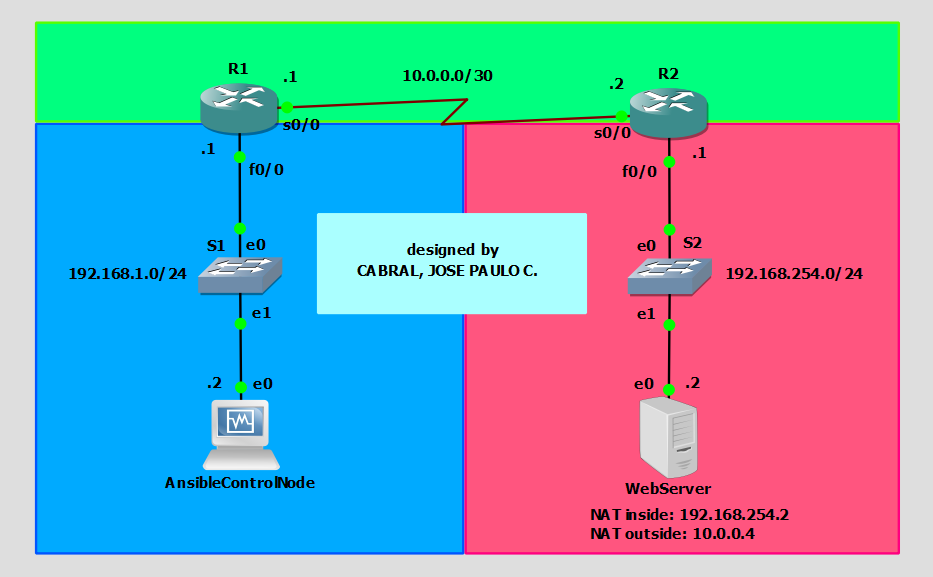 R1
.1
10.0.0.0/30
.2
R2
s0/0
s0/0
.1
f0/0
.1
f0/0
designed by
CABRAL, JOSE PAULO C.
S1
e0
192.168.1.0/24
e1
e0
S2
192.168.254.0/24
e1
.2
e0
AnsibleControlNode
e0
.2
WebServer
NAT inside: 192.168.254.2
NAT outside: 10.0.0.4